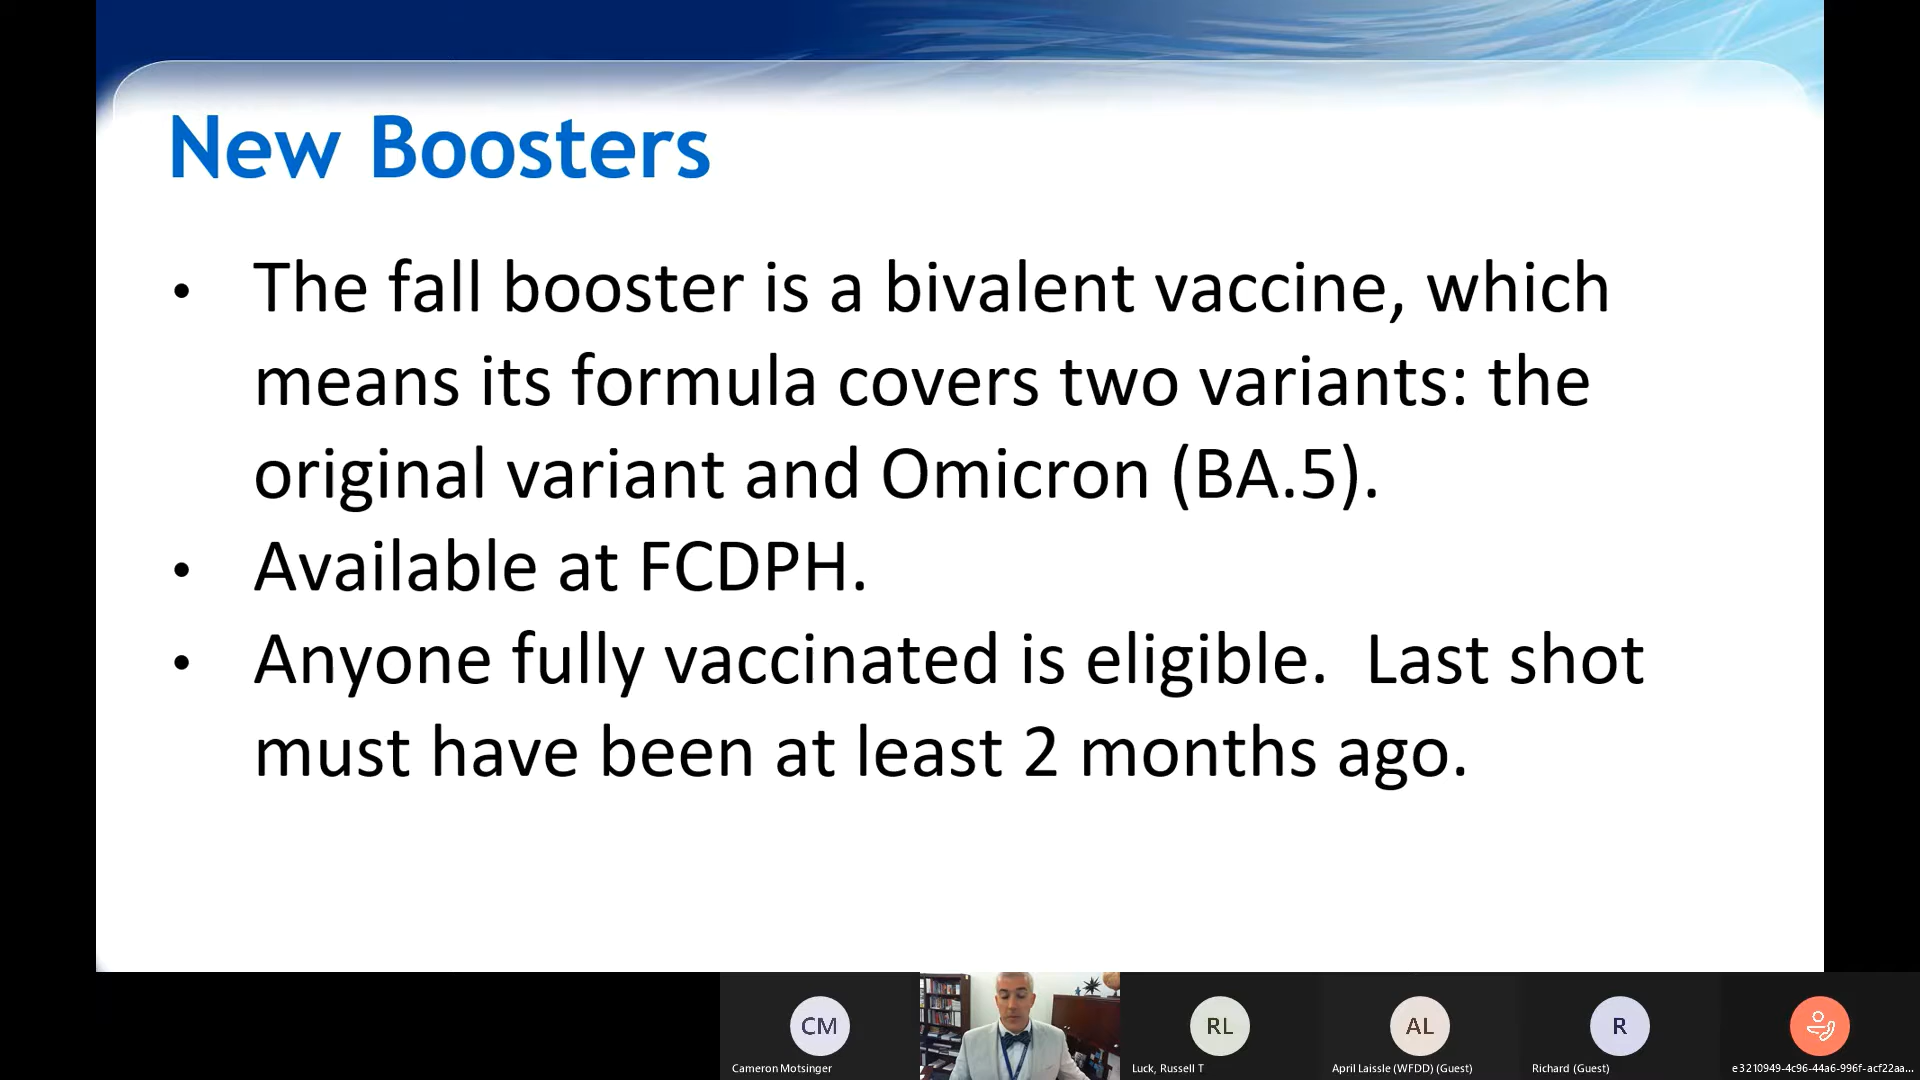 New Boosters
• The fall booster is a bivalent vaccine, which
means its formula covers two variants: the
original variant and Omicron (BA.5).
• Available at FCDPH.
• Anyone fully vaccinated is eligible.  Last shot
must have been at least 2 months ago.
CM
RL
AL
R
Cameron Motsinger
Luck, Russell T
April Laissle (WFDD) (Guest)
Richard (Guest)
e3210949-4c96-44a6-996f-acf22aa...